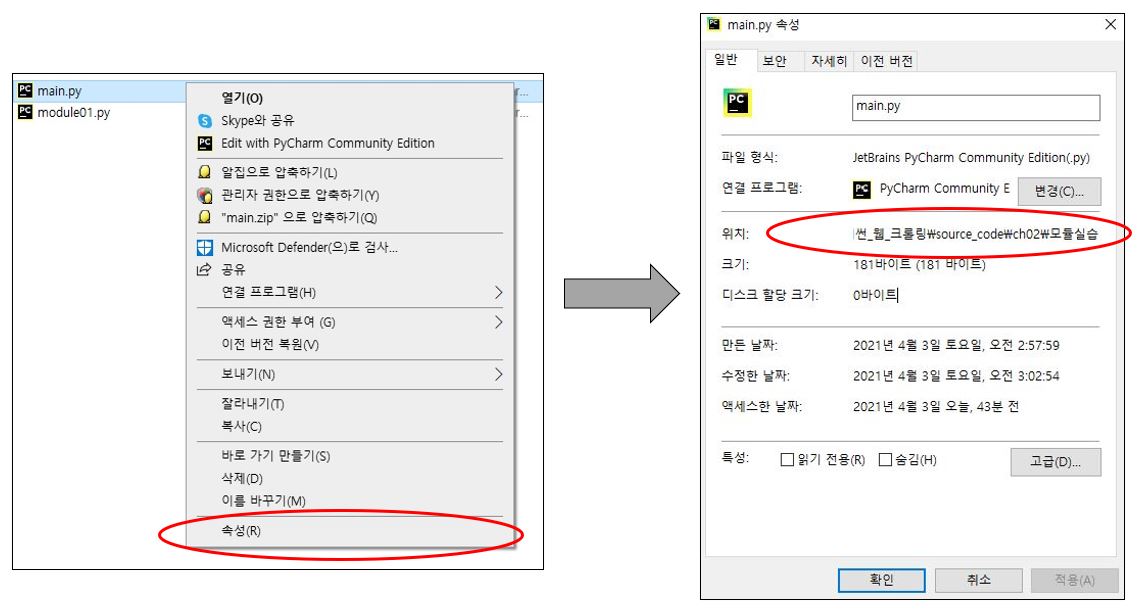 main.py
module01.py
열기(O)
Skype와 공유
Edit with PyCharm Community Edition
알집으로 압축하기(L)
관리자 권한으로 압축하기(Y)
"main.zip" 으로 압축하기(Q)
Microsoft Defender(으)로 검사...
공유
연결 프로그램(H)
액세스 권한 부여 (G)
이전 버전 복원(V)
보내기(N)
잘라내기(T)
복사(C)
바로 가기 만들기(S)
삭제(D)
이름 바꾸기(M)
속성(R)
main.py 속성
일반 보안 자세히 이전 버전
main.py
파일 형식: JetBrains PyCharm Community Edition(.py)
연결 프로그램: PyCharm Community E 변경(C)...
위치: 썬_웹_크롤링₩source_code₩ch02₩모듈실습
크기: 181바이트 (181 바이트)
디스크 할당 크기: 0바이트
만든 날짜: 2021년 4월 3일 토요일, 오전 2:57:59
수정한 날짜: 2021년 4월 3일 토요일, 오전 3:02:54
액세스한 날짜: 2021년 4월 3일 오늘, 43분 전
특성: 읽기 전용(R) 숨김(H) 고급(D)...
확인 취소 적용(A)